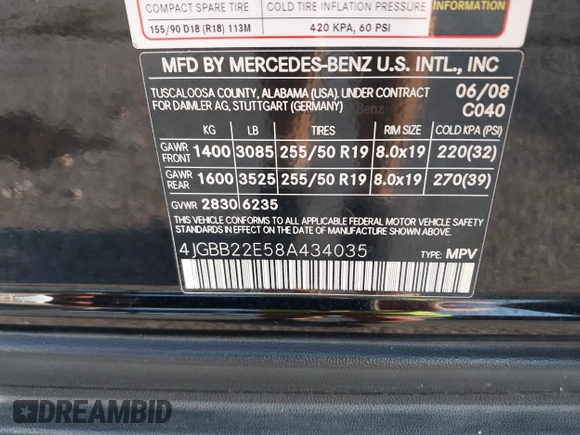 COMPACT SPARE TIRE
COLD TIRE INFLATION PRESSURE
INFORMATION
155/90 D18 (R18) 113M
420 KPA, 60 PSI
MFD BY MERCEDES-BENZ U.S. INTL., INC
TUSCALOOSA COUNTY, ALABAMA (USA). UNDER CONTRACT
FOR DAIMLER AG, STUTTGART (GERMANY)
06/08
C040
KG LB TIRES RIM SIZE COLD KPA (PSI)
GAWR FRONT 1400 3085 255/50 R19 8.0x19 220(32)
GAWR REAR 1600 3525 255/50 R19 8.0x19 270(39)
GVWR 2830 6235
THIS VEHICLE CONFORMS TO ALL APPLICABLE FEDERAL MOTOR VEHICLE SAFETY
STANDARDS IN EFFECT ON THE DATE OF MANUFACTURE SHOWN ABOVE.
4JGBB22E58A434035
TYPE: MPV
DREAMBID